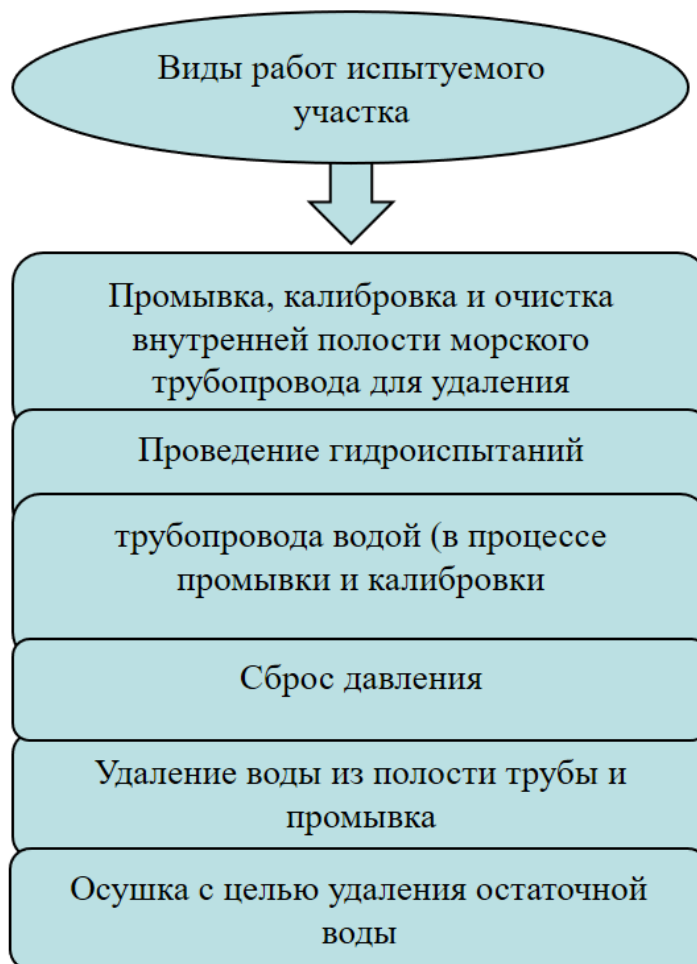 Виды работ испытуемого
участка
Промывка, калибровка и очистка
внутренней полости морского
трубопровода для удаления
Проведение гидроиспытаний
трубопровода водой (в процессе
промывки и калибровки
Сброс давления
Удаление воды из полости трубы и
промывка
Осушка с целью удаления остаточной
воды